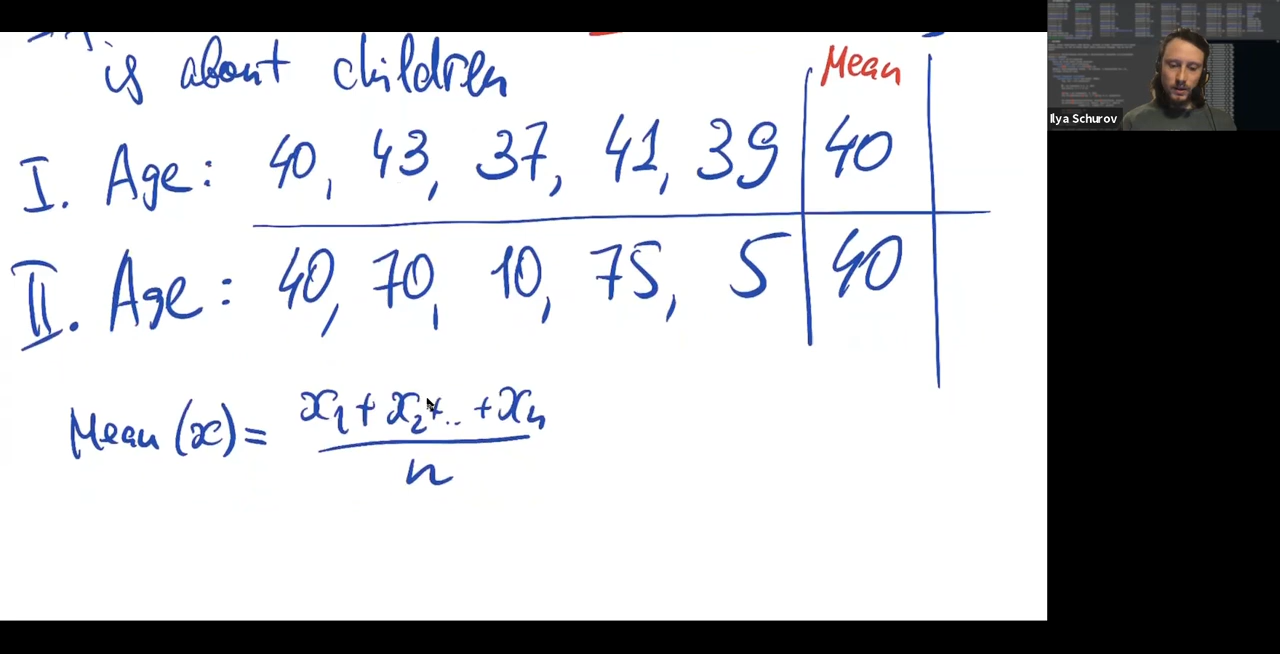 is about children
Mean
I. Age: 40, 43, 37, 41, 39 40
II. Age: 40, 70, 10, 75, 5 40
Mean (x) = x1 + x2 + .. + xn
n
Ilya Schurov